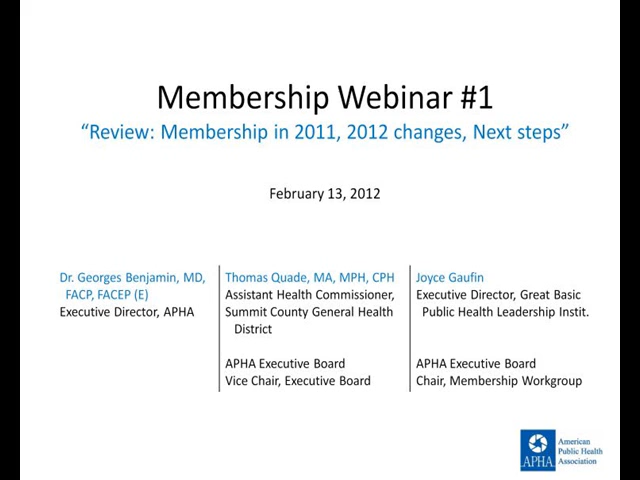 Membership Webinar #1
“Review: Membership in 2011, 2012 changes, Next steps”
February 13, 2012
Dr. Georges Benjamin, MD,
FACP, FACEP (E)
Executive Director, APHA
Thomas Quade, MA, MPH, CPH
Assistant Health Commissioner,
Summit County General Health
District
APHA Executive Board
Vice Chair, Executive Board
Joyce Gaufin
Executive Director, Great Basic
Public Health Leadership Instit.
APHA Executive Board
Chair, Membership Workgroup
APHA
American
Public Health
Association